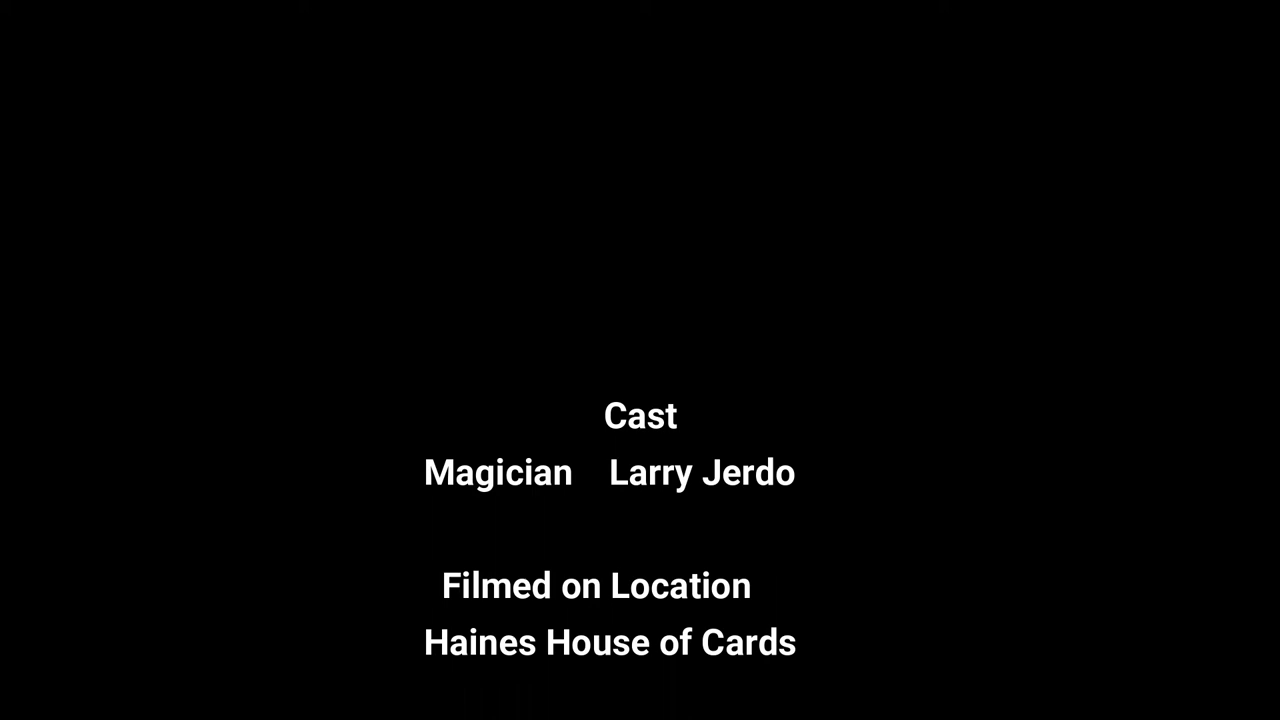 Cast
Magician Larry Jerdo
Filmed on Location
Haines House of Cards